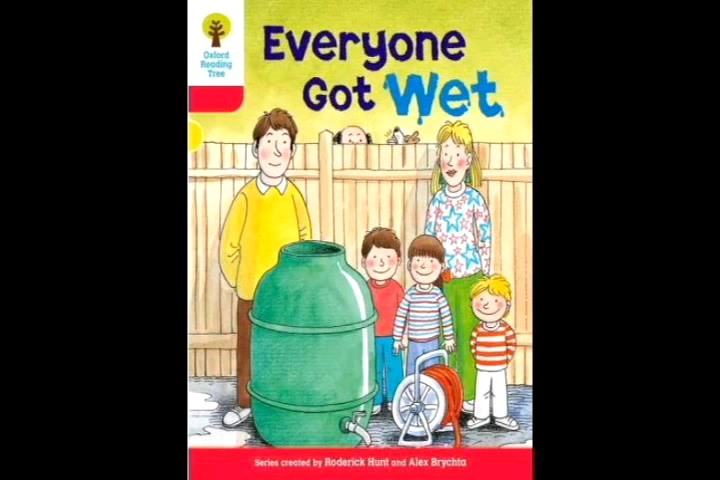 Oxford
Reading
Tree
Everyone
Got Wet
Series created by Roderick Hunt and Alex Brychta